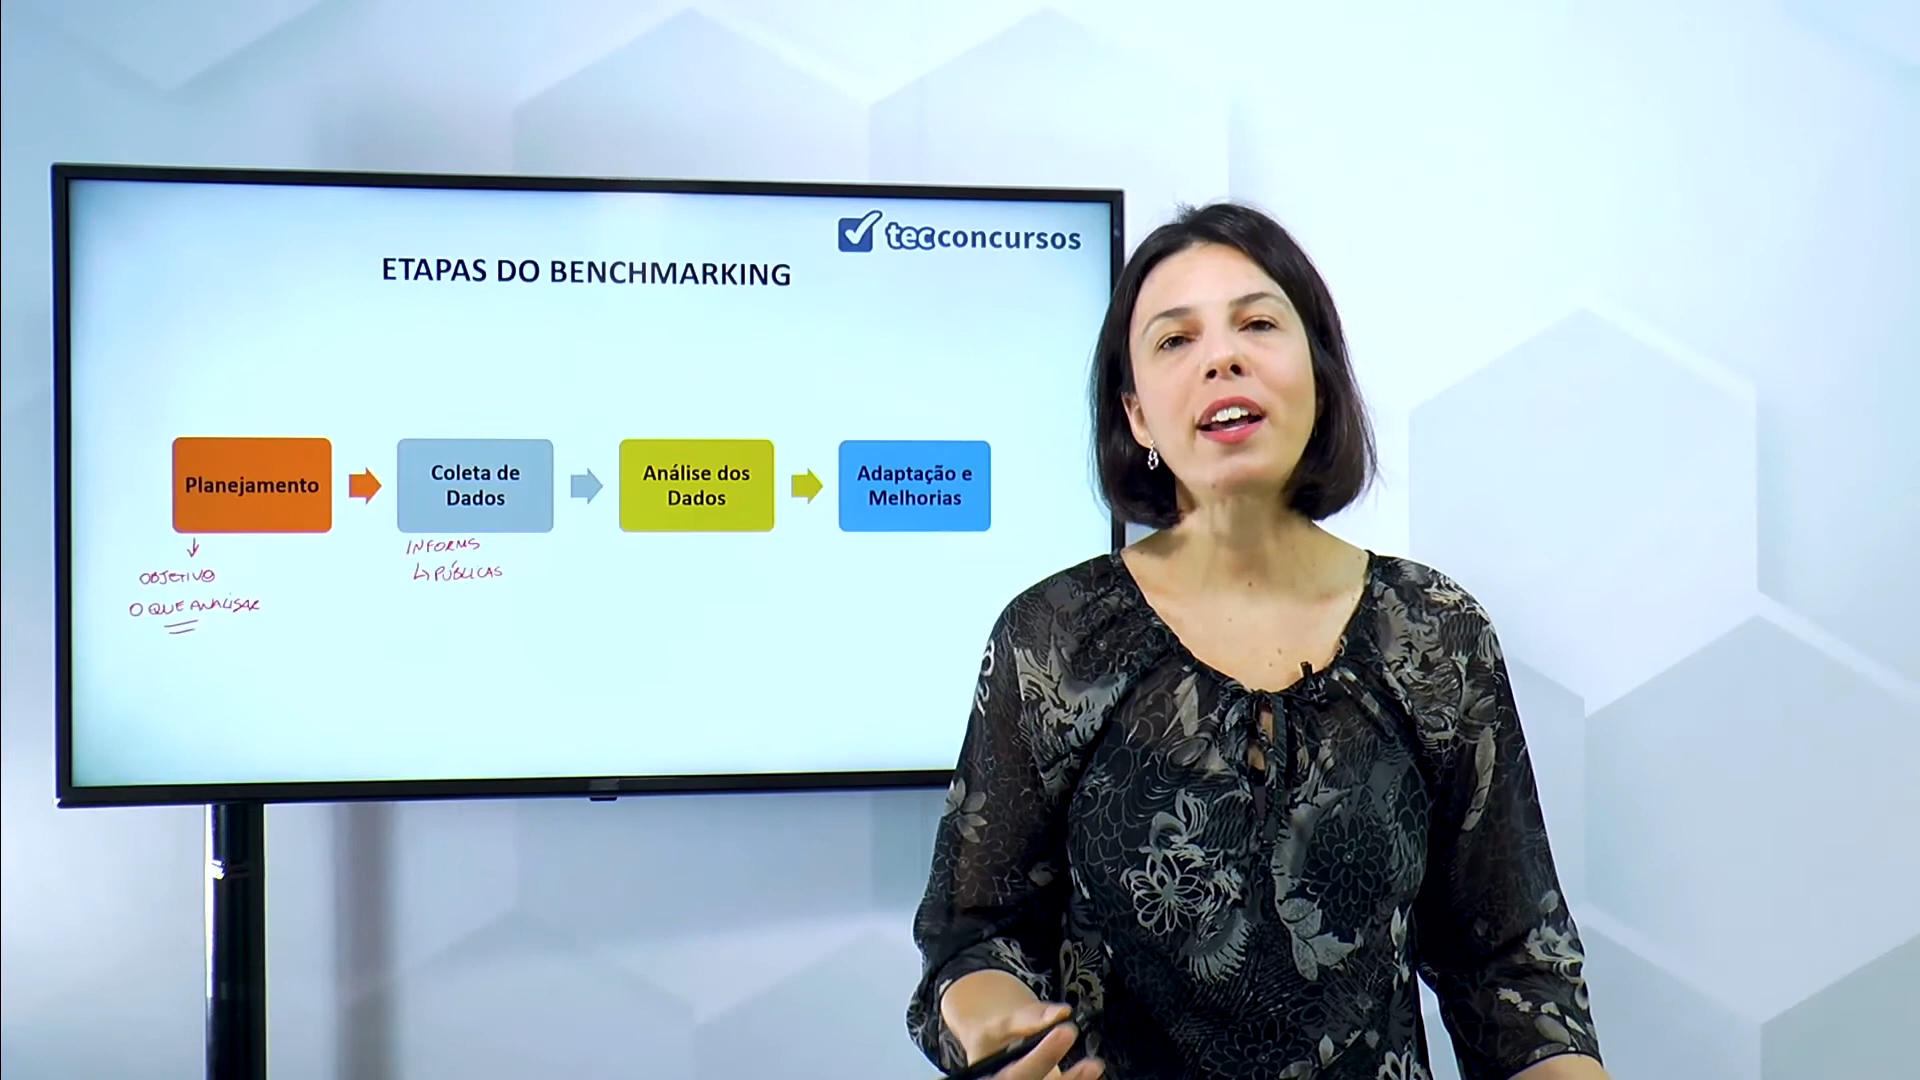 tecconcursos
ETAPAS DO BENCHMARKING
Planejamento
Coleta de
Dados
Análise dos
Dados
Adaptação e
Melhorias
OBJETIVO
O QUE ANALISAR
INFORMS
PÚBLICAS